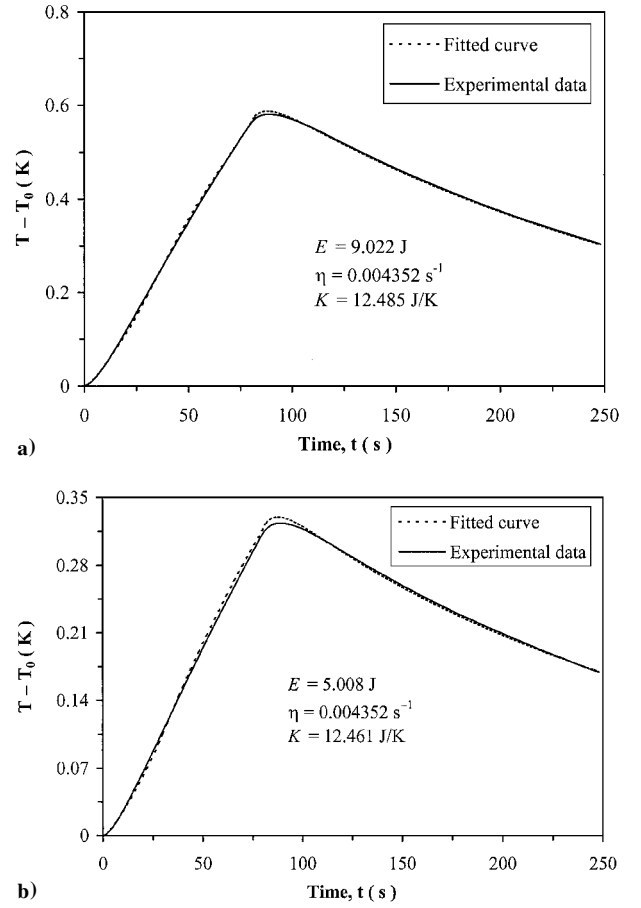 0.8
Fitted curve
Experimental data
0.6
0.4
0.2
0
T – T₀ ( K )
E = 9.022 J
η = 0.004352 s⁻¹
K = 12.485 J/K
0 50 100 150 200 250
Time, t ( s )
a)
0.35
Fitted curve
Experimental data
0.28
0.21
0.14
0.07
0
T – T₀ ( K )
E = 5.008 J
η = 0.004352 s⁻¹
K = 12.461 J/K
0 50 100 150 200 250
Time, t ( s )
b)